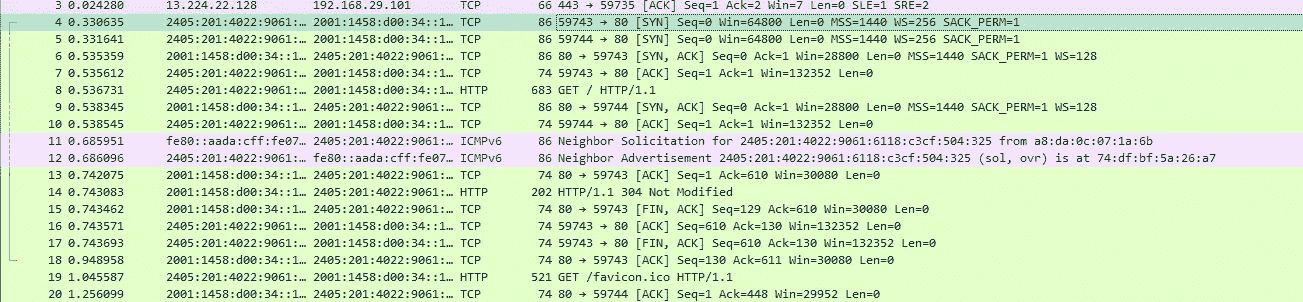 3 0.024280 13.224.22.128 192.168.29.101 TCP 66 443 → 59735 [ACK] Seq=1 Ack=2 Win=7 Len=0 SLE=1 SRE=2
4 0.330635 2405:201:4022:9061:… 2001:1458:d00:34::1… TCP 86 59743 → 80 [SYN] Seq=0 Win=64800 Len=0 MSS=1440 WS=256 SACK_PERM=1
5 0.331641 2405:201:4022:9061:… 2001:1458:d00:34::1… TCP 86 59744 → 80 [SYN] Seq=0 Win=64800 Len=0 MSS=1440 WS=256 SACK_PERM=1
6 0.535359 2001:1458:d00:34::1… 2405:201:4022:9061:… TCP 86 80 → 59743 [SYN, ACK] Seq=0 Ack=1 Win=28800 Len=0 MSS=1440 SACK_PERM=1 WS=128
7 0.535612 2405:201:4022:9061:… 2001:1458:d00:34::1… TCP 74 59743 → 80 [ACK] Seq=1 Ack=1 Win=132352 Len=0
8 0.536731 2405:201:4022:9061:… 2001:1458:d00:34::1… HTTP 683 GET / HTTP/1.1
9 0.538345 2001:1458:d00:34::1… 2405:201:4022:9061:… TCP 86 80 → 59744 [SYN, ACK] Seq=0 Ack=1 Win=28800 Len=0 MSS=1440 SACK_PERM=1 WS=128
10 0.538545 2405:201:4022:9061:… 2001:1458:d00:34::1… TCP 74 59744 → 80 [ACK] Seq=1 Ack=1 Win=132352 Len=0
11 0.685951 fe80::aada:cff:fe07… 2405:201:4022:9061:… ICMPv6 86 Neighbor Solicitation for 2405:201:4022:9061:6118:c3cf:504:325 from a8:da:0c:07:1a:6b
12 0.686096 2405:201:4022:9061:… fe80::aada:cff:fe07… ICMPv6 86 Neighbor Advertisement 2405:201:4022:9061:6118:c3cf:504:325 (sol, ovr) is at 74:df:bf:5a:26:a7
13 0.742075 2001:1458:d00:34::1… 2405:201:4022:9061:… TCP 74 80 → 59743 [ACK] Seq=1 Ack=610 Win=30080 Len=0
14 0.743083 2001:1458:d00:34::1… 2405:201:4022:9061:… HTTP 202 HTTP/1.1 304 Not Modified
15 0.743462 2001:1458:d00:34::1… 2405:201:4022:9061:… TCP 74 80 → 59743 [FIN, ACK] Seq=129 Ack=610 Win=30080 Len=0
16 0.743571 2405:201:4022:9061:… 2001:1458:d00:34::1… TCP 74 59743 → 80 [ACK] Seq=610 Ack=130 Win=132352 Len=0
17 0.743693 2405:201:4022:9061:… 2001:1458:d00:34::1… TCP 74 59743 → 80 [FIN, ACK] Seq=610 Ack=130 Win=132352 Len=0
18 0.948958 2001:1458:d00:34::1… 2405:201:4022:9061:… TCP 74 80 → 59743 [ACK] Seq=130 Ack=611 Win=30080 Len=0
19 1.045587 2405:201:4022:9061:… 2001:1458:d00:34::1… HTTP 521 GET /favicon.ico HTTP/1.1
20 1.256099 2001:1458:d00:34::1… 2405:201:4022:9061:… TCP 74 80 → 59744 [ACK] Seq=1 Ack=448 Win=29952 Len=0